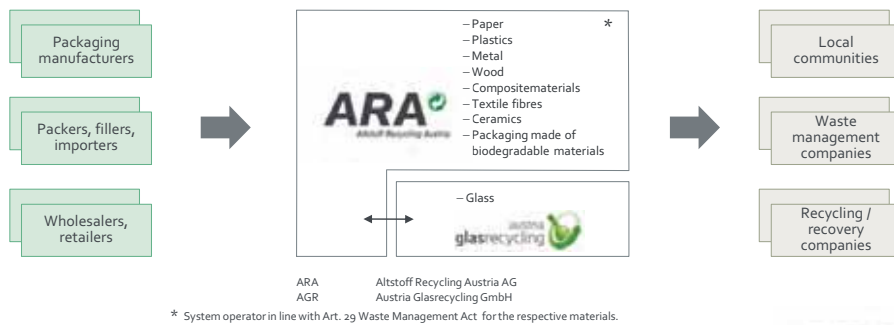 Packaging
manufacturers
Packers, fillers,
importers
Wholesalers,
retailers
ARA
Altstoff Recycling Austria
– Paper
*
– Plastics
– Metal
– Wood
– Compositematerials
– Textile fibres
– Ceramics
– Packaging made of
biodegradable materials
– Glass
austria
glasrecycling
Local
communities
Waste
management
companies
Recycling /
recovery
companies
ARA Altstoff Recycling Austria AG
AGR Austria Glasrecycling GmbH
* System operator in line with Art. 29 Waste Management Act for the respective materials.